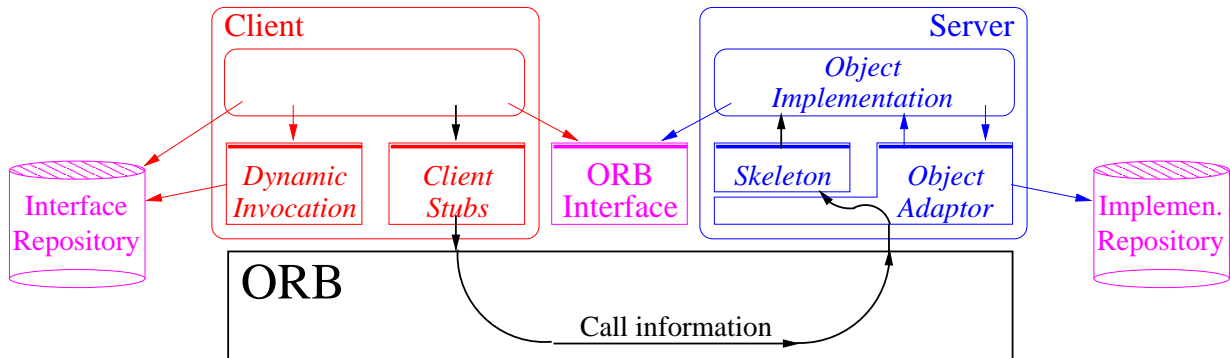 Client
Server
Object
Implementation
Interface
Repository
Dynamic
Invocation
Client
Stubs
ORB
Interface
Skeleton
Object
Adaptor
Implemen.
Repository
ORB
Call information